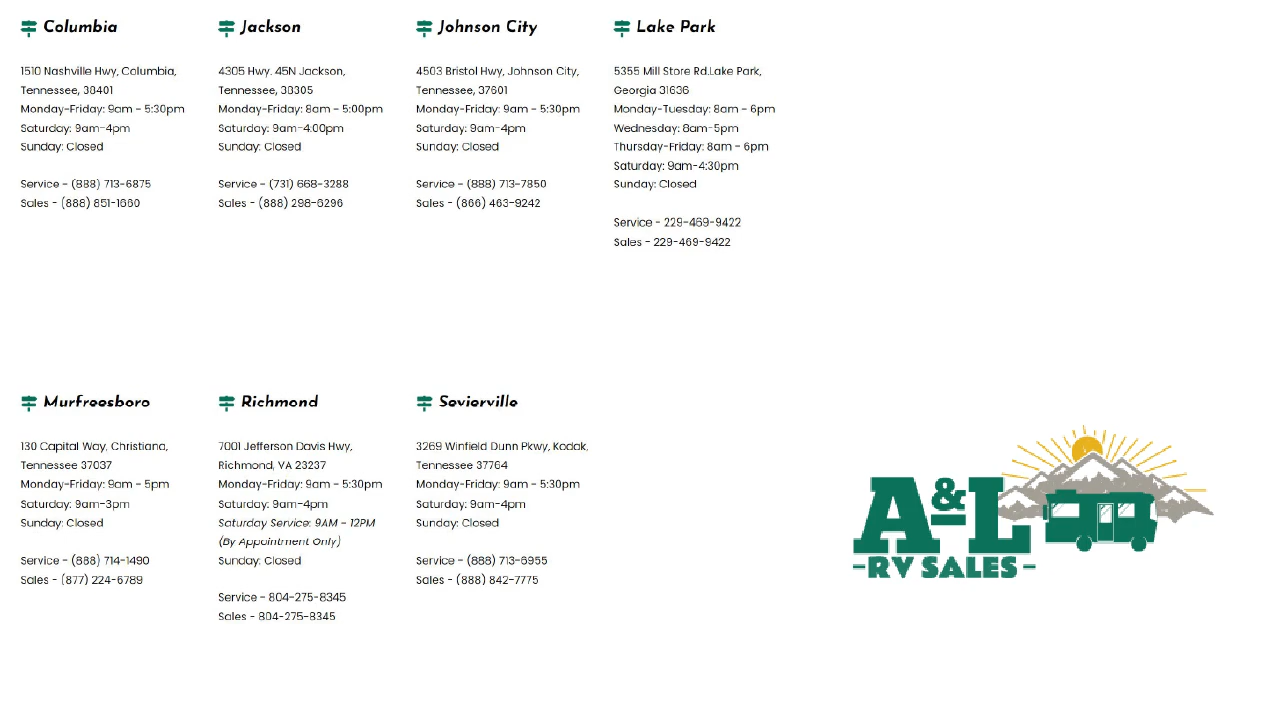 Columbia
1510 Nashville Hwy, Columbia,
Tennessee, 38401
Monday-Friday: 9am - 5:30pm
Saturday: 9am-4pm
Sunday: Closed
Service - (888) 713-6875
Sales - (888) 851-1660
Jackson
4305 Hwy. 45N Jackson,
Tennessee, 38305
Monday-Friday: 8am - 5:00pm
Saturday: 9am-4:00pm
Sunday: Closed
Service - (731) 668-3288
Sales - (888) 298-6296
Johnson City
4503 Bristol Hwy, Johnson City,
Tennessee, 37601
Monday-Friday: 9am - 5:30pm
Saturday: 9am-4pm
Sunday: Closed
Service - (888) 713-7850
Sales - (866) 463-9242
Lake Park
5355 Mill Store Rd.Lake Park,
Georgia 31636
Monday-Tuesday: 8am - 6pm
Wednesday: 8am-5pm
Thursday-Friday: 8am - 6pm
Saturday: 9am-4:30pm
Sunday: Closed
Service - 229-469-9422
Sales - 229-469-9422
Murfreesboro
130 Capital Way, Christiana,
Tennessee 37037
Monday-Friday: 9am - 5pm
Saturday: 9am-3pm
Sunday: Closed
Service - (888) 714-1490
Sales - (877) 224-6789
Richmond
7001 Jefferson Davis Hwy,
Richmond, VA 23237
Monday-Friday: 9am - 5:30pm
Saturday: 9am-4pm
Saturday Service: 9AM - 12PM
(By Appointment Only)
Sunday: Closed
Service - 804-275-8345
Sales - 804-275-8345
Sevierville
3269 Winfield Dunn Pkwy, Kodak,
Tennessee 37764
Monday-Friday: 9am - 5:30pm
Saturday: 9am-4pm
Sunday: Closed
Service - (888) 713-6955
Sales - (888) 842-7775
A&L
-RV SALES-